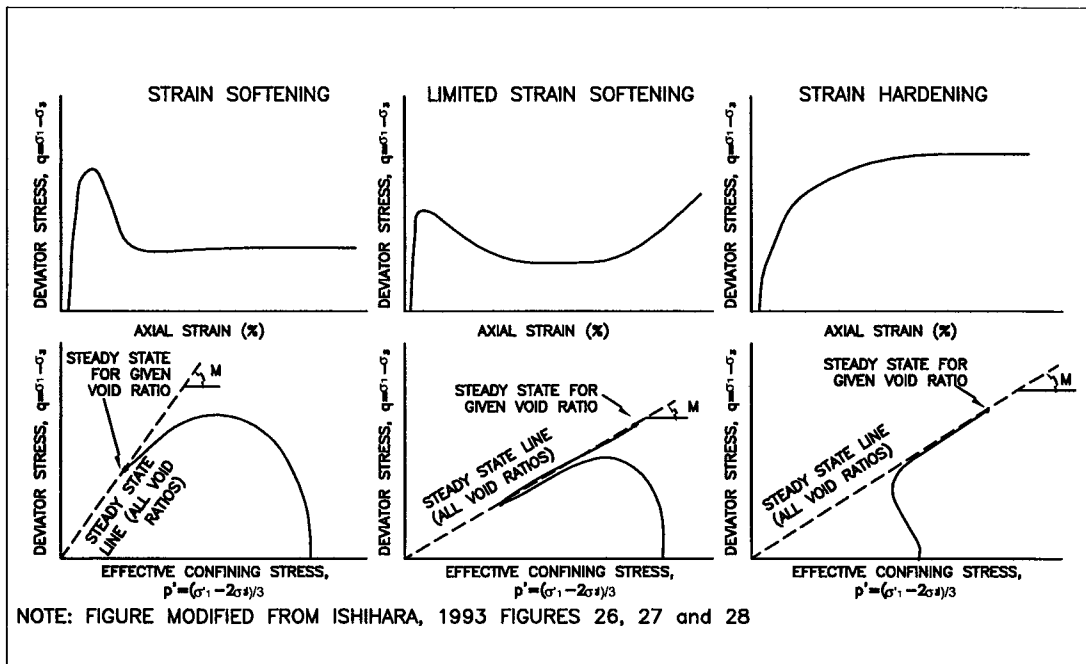 STRAIN SOFTENING
DEVIATOR STRESS, q=σ1-σ3
AXIAL STRAIN (%)
LIMITED STRAIN SOFTENING
DEVIATOR STRESS, q=σ1-σ3
AXIAL STRAIN (%)
STRAIN HARDENING
DEVIATOR STRESS, q=σ1-σ3
AXIAL STRAIN (%)
STEADY STATE
FOR GIVEN
VOID RATIO
M
STEADY STATE
LINE (ALL VOID
RATIOS)
DEVIATOR STRESS, q=σ1-σ3
EFFECTIVE CONFINING STRESS,
p'=(σ'1-2σ'3)/3
STEADY STATE FOR
GIVEN VOID RATIO
M
STEADY STATE LINE
(ALL VOID RATIOS)
DEVIATOR STRESS, q=σ1-σ3
EFFECTIVE CONFINING STRESS,
p'=(σ'1-2σ'3)/3
STEADY STATE FOR
GIVEN VOID RATIO
M
STEADY STATE LINE
(ALL VOID RATIOS)
DEVIATOR STRESS, q=σ1-σ3
EFFECTIVE CONFINING STRESS,
p'=(σ'1-2σ'3)/3
NOTE: FIGURE MODIFIED FROM ISHIHARA, 1993 FIGURES 26, 27 and 28